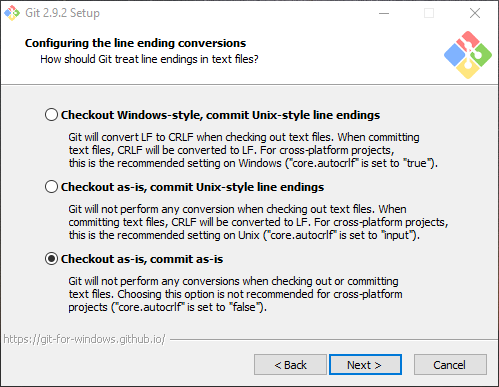 Git 2.9.2 Setup
Configuring the line ending conversions
How should Git treat line endings in text files?
Checkout Windows-style, commit Unix-style line endings
Git will convert LF to CRLF when checking out text files. When committing
text files, CRLF will be converted to LF. For cross-platform projects,
this is the recommended setting on Windows ("core.autocrlf" is set to "true").
Checkout as-is, commit Unix-style line endings
Git will not perform any conversion when checking out text files. When
committing text files, CRLF will be converted to LF. For cross-platform projects,
this is the recommended setting on Unix ("core.autocrlf" is set to "input").
Checkout as-is, commit as-is
Git will not perform any conversions when checking out or committing
text files. Choosing this option is not recommended for cross-platform
projects ("core.autocrlf" is set to "false").
https://git-for-windows.github.io/
< Back
Next >
Cancel